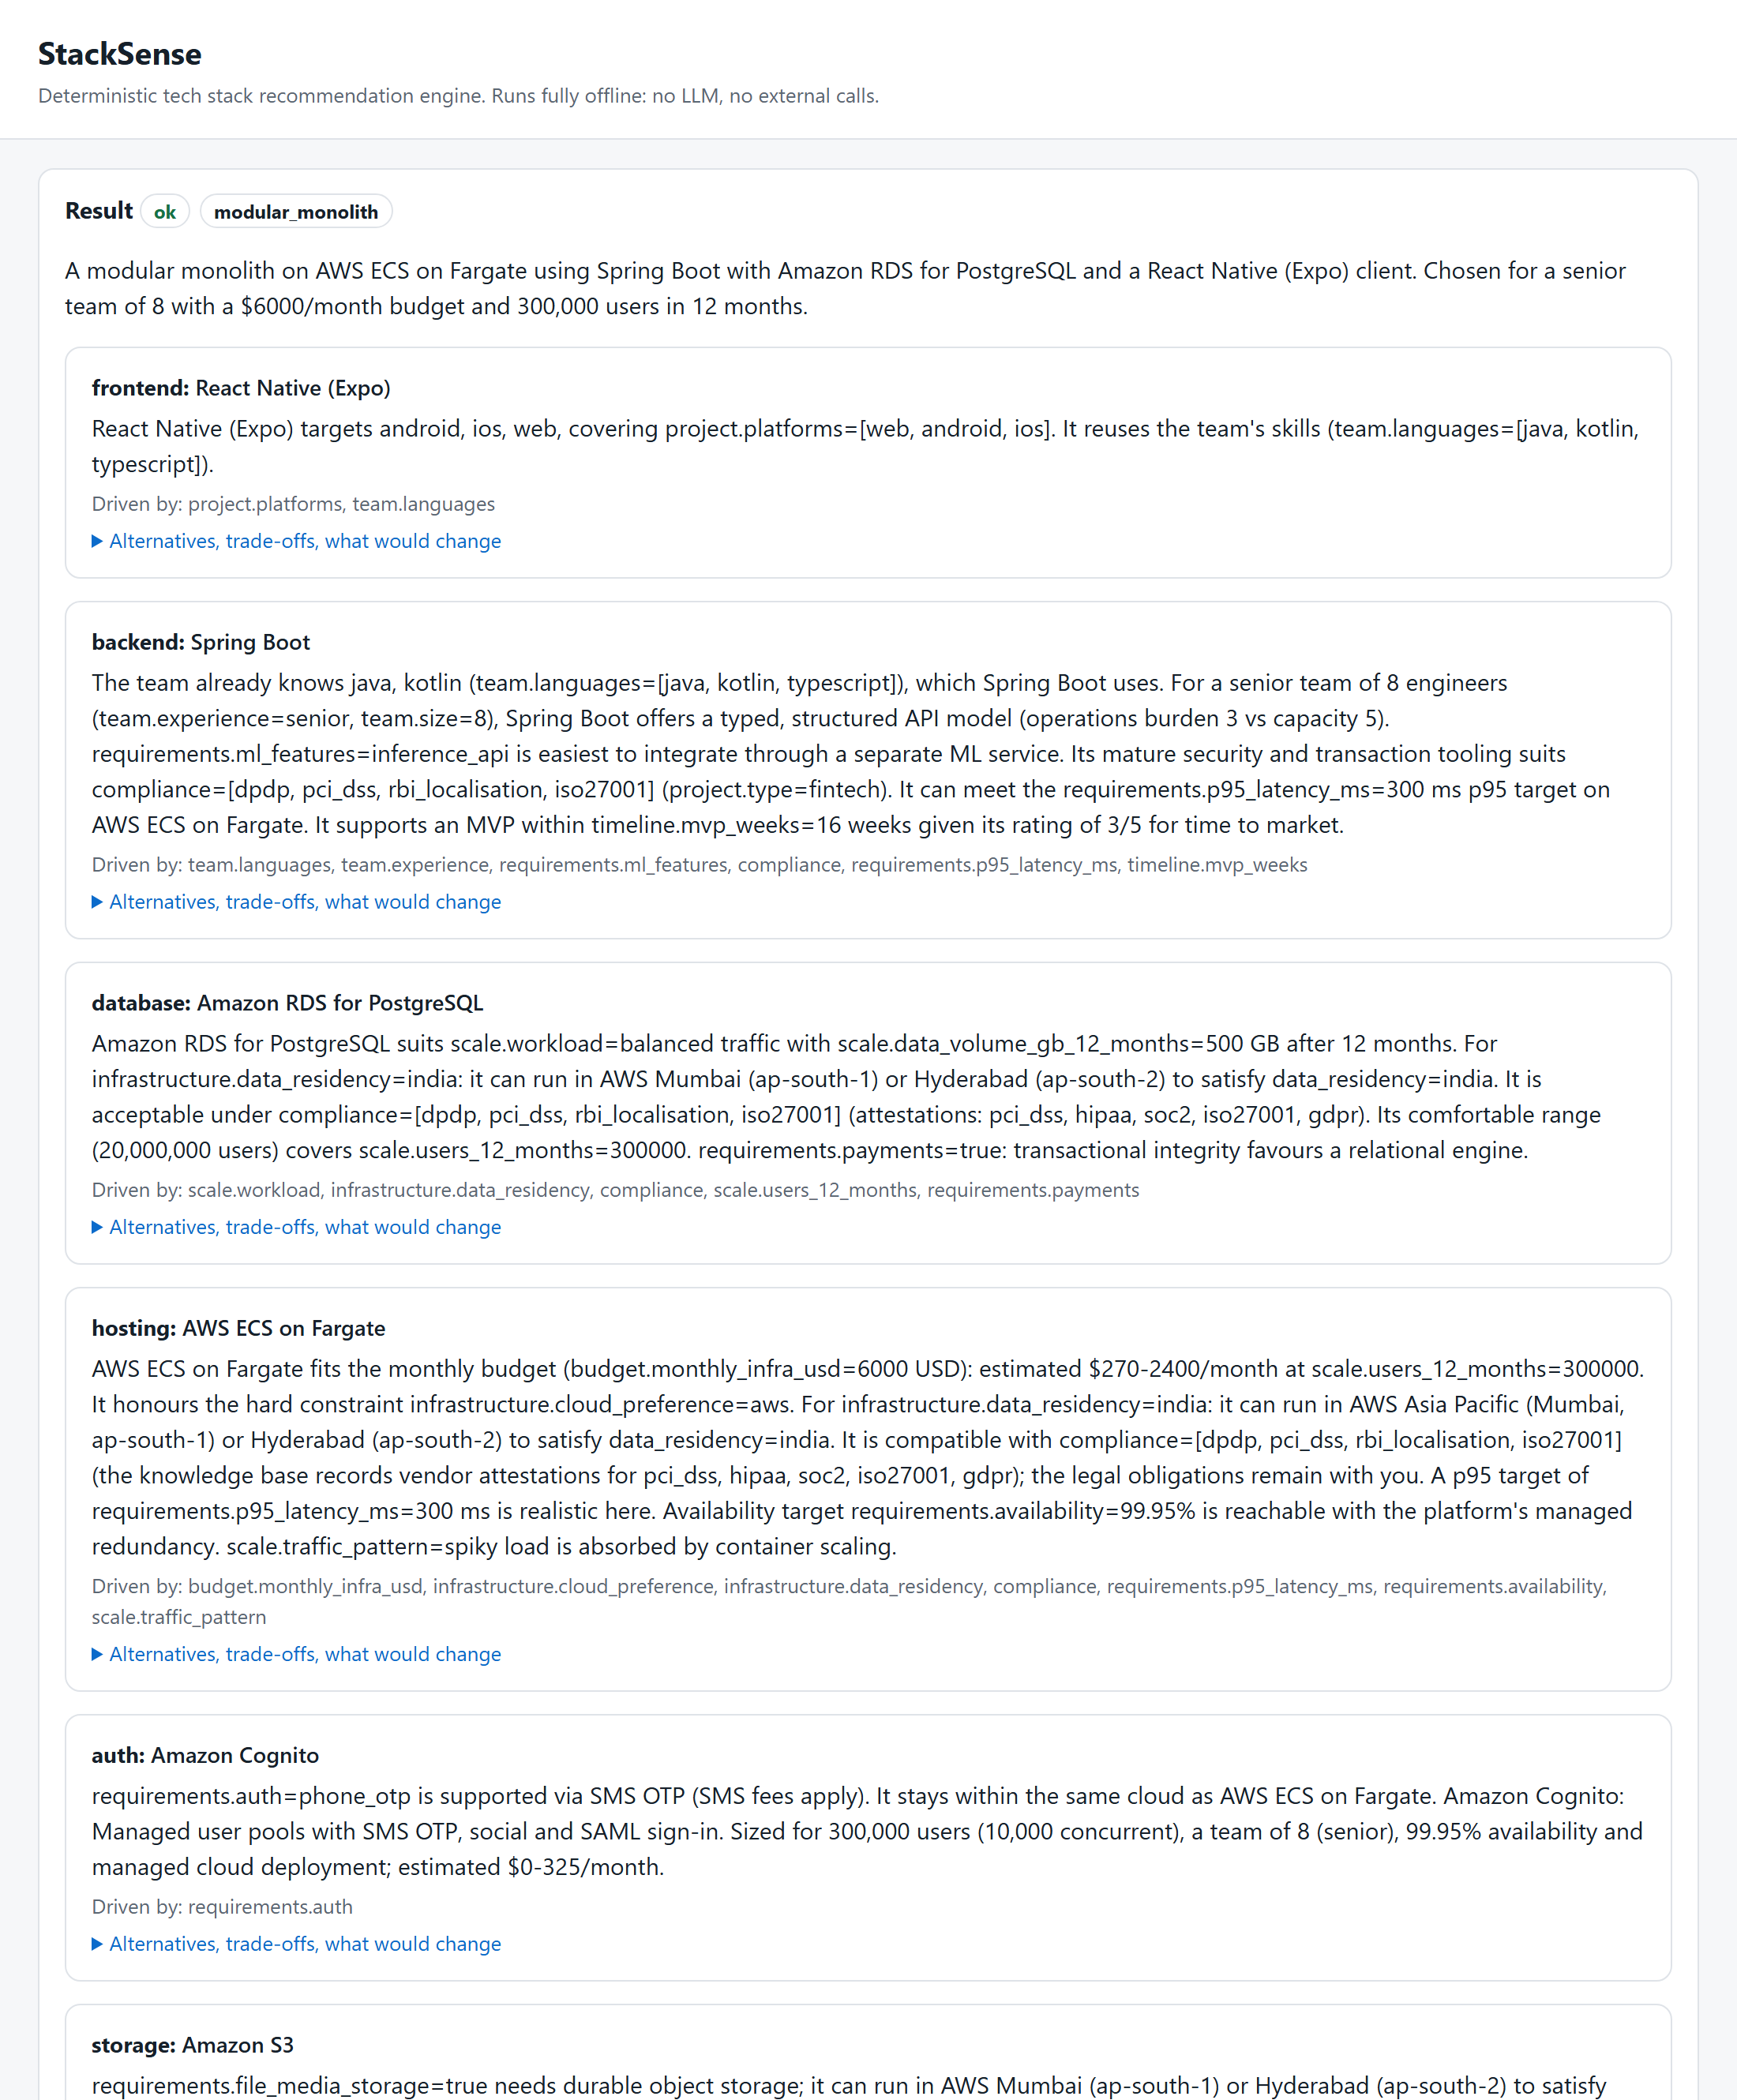 StackSense
Deterministic tech stack recommendation engine. Runs fully offline: no LLM, no external calls.
Result ok modular_monolith
A modular monolith on AWS ECS on Fargate using Spring Boot with Amazon RDS for PostgreSQL and a React Native (Expo) client. Chosen for a senior
team of 8 with a $6000/month budget and 300,000 users in 12 months.
frontend: React Native (Expo)
React Native (Expo) targets android, ios, web, covering project.platforms=[web, android, ios]. It reuses the team's skills (team.languages=[java, kotlin,
typescript]).
Driven by: project.platforms, team.languages
▶ Alternatives, trade-offs, what would change
backend: Spring Boot
The team already knows java, kotlin (team.languages=[java, kotlin, typescript]), which Spring Boot uses. For a senior team of 8 engineers
(team.experience=senior, team.size=8), Spring Boot offers a typed, structured API model (operations burden 3 vs capacity 5).
requirements.ml_features=inference_api is easiest to integrate through a separate ML service. Its mature security and transaction tooling suits
compliance=[dpdp, pci_dss, rbi_localisation, iso27001] (project.type=fintech). It can meet the requirements.p95_latency_ms=300 ms p95 target on
AWS ECS on Fargate. It supports an MVP within timeline.mvp_weeks=16 weeks given its rating of 3/5 for time to market.
Driven by: team.languages, team.experience, requirements.ml_features, compliance, requirements.p95_latency_ms, timeline.mvp_weeks
▶ Alternatives, trade-offs, what would change
database: Amazon RDS for PostgreSQL
Amazon RDS for PostgreSQL suits scale.workload=balanced traffic with scale.data_volume_gb_12_months=500 GB after 12 months. For
infrastructure.data_residency=india: it can run in AWS Mumbai (ap-south-1) or Hyderabad (ap-south-2) to satisfy data_residency=india. It is
acceptable under compliance=[dpdp, pci_dss, rbi_localisation, iso27001] (attestations: pci_dss, hipaa, soc2, iso27001, gdpr). Its comfortable range
(20,000,000 users) covers scale.users_12_months=300000. requirements.payments=true: transactional integrity favours a relational engine.
Driven by: scale.workload, infrastructure.data_residency, compliance, scale.users_12_months, requirements.payments
▶ Alternatives, trade-offs, what would change
hosting: AWS ECS on Fargate
AWS ECS on Fargate fits the monthly budget (budget.monthly_infra_usd=6000 USD): estimated $270-2400/month at scale.users_12_months=300000.
It honours the hard constraint infrastructure.cloud_preference=aws. For infrastructure.data_residency=india: it can run in AWS Asia Pacific (Mumbai,
ap-south-1) or Hyderabad (ap-south-2) to satisfy data_residency=india. It is compatible with compliance=[dpdp, pci_dss, rbi_localisation, iso27001]
(the knowledge base records vendor attestations for pci_dss, hipaa, soc2, iso27001, gdpr); the legal obligations remain with you. A p95 target of
requirements.p95_latency_ms=300 ms is realistic here. Availability target requirements.availability=99.95% is reachable with the platform's managed
redundancy. scale.traffic_pattern=spiky load is absorbed by container scaling.
Driven by: budget.monthly_infra_usd, infrastructure.cloud_preference, infrastructure.data_residency, compliance, requirements.p95_latency_ms, requirements.availability,
scale.traffic_pattern
▶ Alternatives, trade-offs, what would change
auth: Amazon Cognito
requirements.auth=phone_otp is supported via SMS OTP (SMS fees apply). It stays within the same cloud as AWS ECS on Fargate. Amazon Cognito:
Managed user pools with SMS OTP, social and SAML sign-in. Sized for 300,000 users (10,000 concurrent), a team of 8 (senior), 99.95% availability and
managed cloud deployment; estimated $0-325/month.
Driven by: requirements.auth
▶ Alternatives, trade-offs, what would change
storage: Amazon S3
requirements.file_media_storage=true needs durable object storage; it can run in AWS Mumbai (ap-south-1) or Hyderabad (ap-south-2) to satisfy